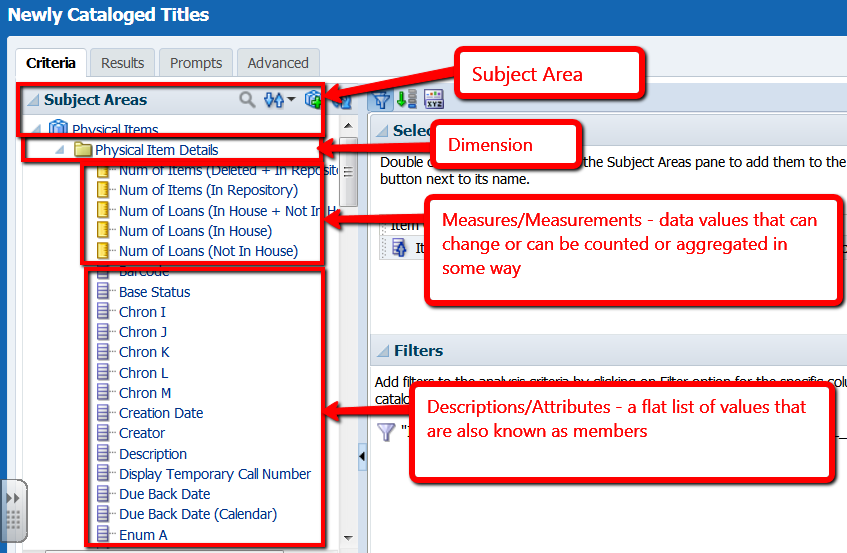 Newly Cataloged Titles
Criteria Results Prompts Advanced
Subject Area
Subject Areas
XYZ
Physical Items
Selec
Dimension
Physical Item Details
Double the Subject Areas pane to add them to the
button next to its name.
Num of Items (Deleted + In Reposit
Num of Items (In Repository)
Num of Loans (In House + Not In H
Num of Loans (In House)
Num of Loans (Not In House)
Measures/Measurements - data values that can
change or can be counted or aggregated in
some way
Barcode
Base Status
Chron I
Chron J
Chron K
Chron L
Chron M
Creation Date
Creator
Description
Display Temporary Call Number
Due Back Date
Due Back Date (Calendar)
Enum A
Filters
Add filters to the analysis criteria by clicking on Filter option for the specific colu
catalo
Descriptions/Attributes - a flat list of values that
are also known as members